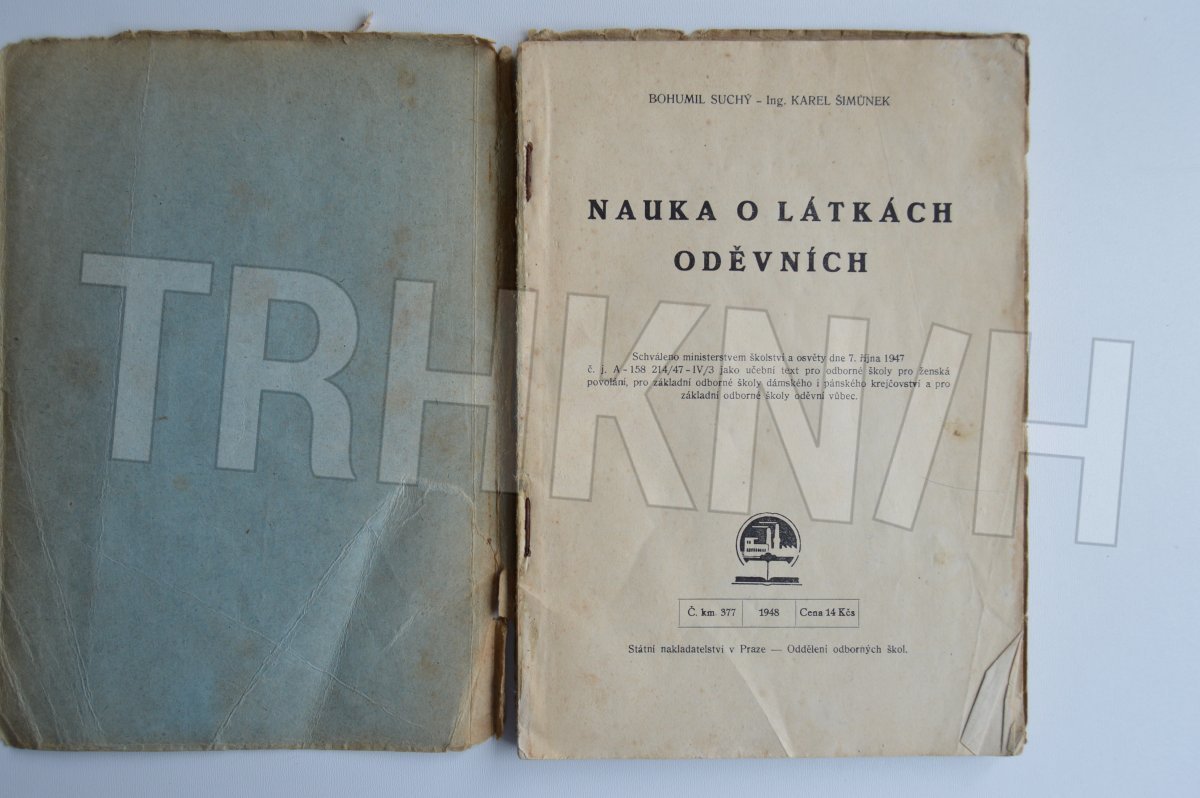 BOHUMIL SUCHÝ - Ing. KAREL ŠIMŮNEK
NAUKA O LÁTKÁCH
ODĚVNÍCH
TRHKNIH
Schváleno ministerstvem školství a osvěty dne 7. října 1947
č. j. A-158 214/47-IV/3 jako učební text pro odborné školy pro ženská
povolání, pro základní odborné školy dámského i pánského krejčovství a pro
základní odborné školy oděvní vůbec.
Č. km. 377 1948 Cena 14 Kčs
Státní nakladatelství v Praze — Oddělení odborných škol.